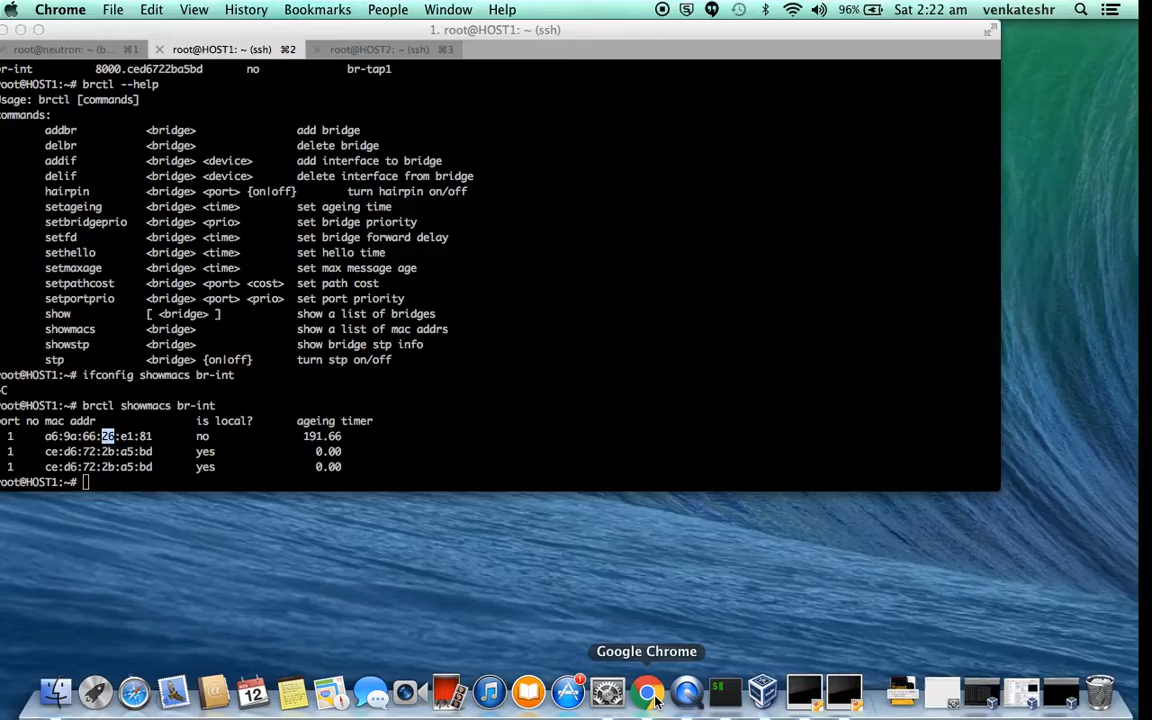 Chrome File Edit View History Bookmarks People Window Help 96% Sat 2:22 am venkateshr
1. root@HOST1: ~ (ssh)
root@neutron: ~ (b... ⌘1 root@HOST1: ~ (ssh) ⌘2 root@HOST2: ~ (ssh) ⌘3
br-int 8000.ced6722ba5bd no br-tap1
root@HOST1:~# brctl --help
Usage: brctl [commands]
commands:
addbr <bridge> add bridge
delbr <bridge> delete bridge
addif <bridge> <device> add interface to bridge
delif <bridge> <device> delete interface from bridge
hairpin <bridge> <port> {on|off} turn hairpin on/off
setageing <bridge> <time> set ageing time
setbridgeprio <bridge> <prio> set bridge priority
setfd <bridge> <time> set bridge forward delay
sethello <bridge> <time> set hello time
setmaxage <bridge> <time> set max message age
setpathcost <bridge> <port> <cost> set path cost
setportprio <bridge> <port> <prio> set port priority
show [ <bridge> ] show a list of bridges
showmacs <bridge> show a list of mac addrs
showstp <bridge> show bridge stp info
stp <bridge> {on|off} turn stp on/off
root@HOST1:~# ifconfig showmacs br-int
^C
root@HOST1:~# brctl showmacs br-int
port no mac addr is local? ageing timer
1 a6:9a:66:26:e1:81 no 191.66
1 ce:d6:72:2b:a5:bd yes 0.00
1 ce:d6:72:2b:a5:bd yes 0.00
root@HOST1:~#
Google Chrome
12
1